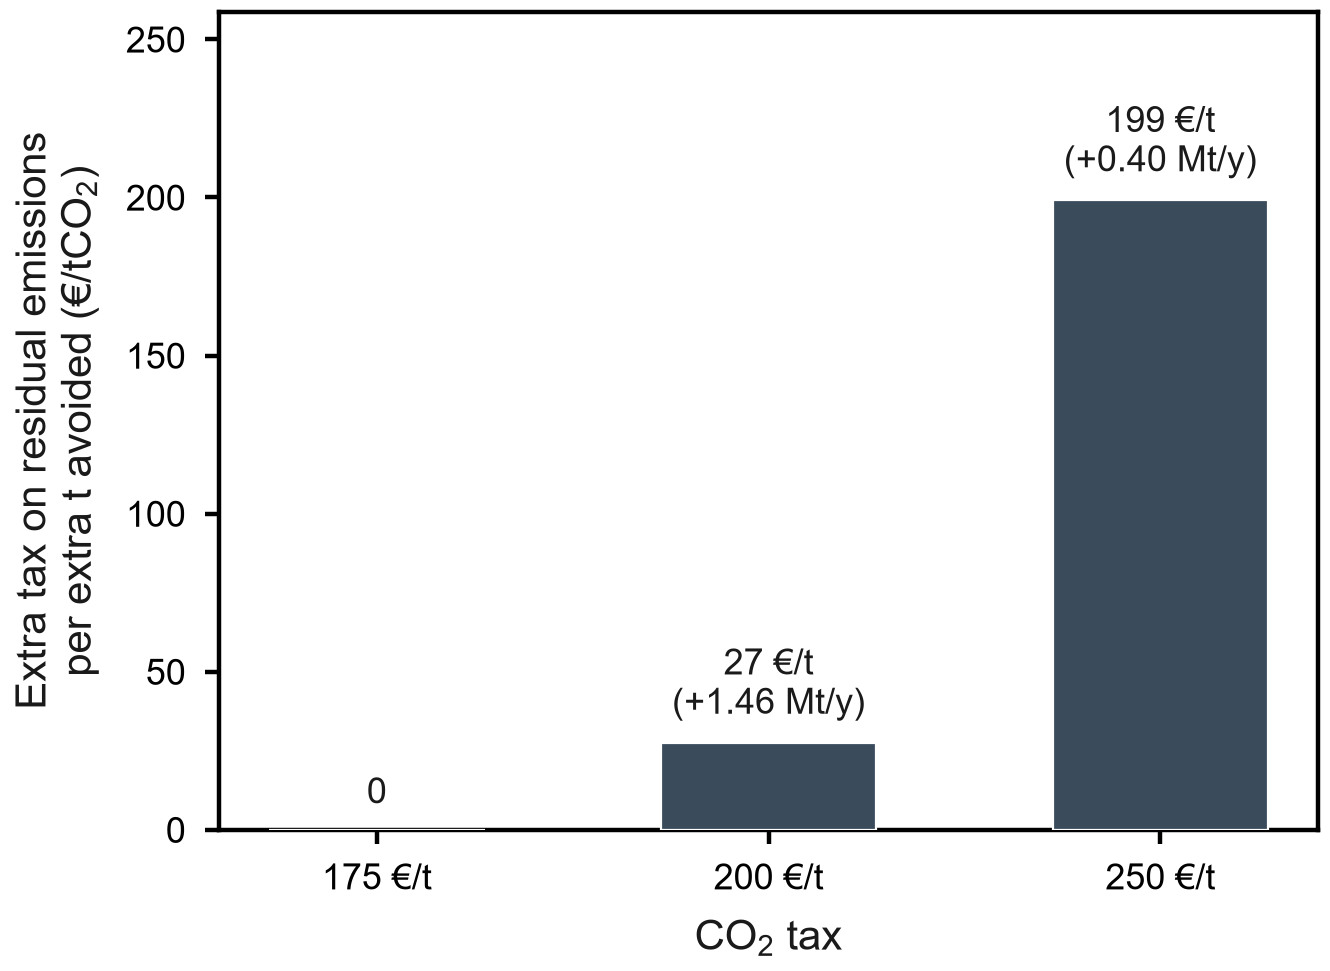 Extra tax on residual emissions
per extra t avoided (€/tCO₂)
250
200
150
100
50
0
199 €/t
(+0.40 Mt/y)
27 €/t
(+1.46 Mt/y)
0
175 €/t
200 €/t
250 €/t
CO₂ tax